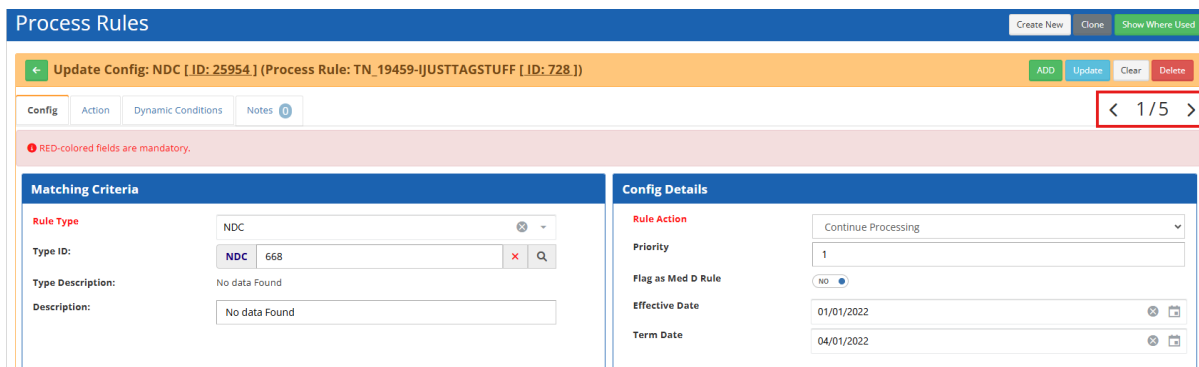 Process Rules
Create New Clone Show Where Used
Update Config: NDC [ ID: 25954 ] (Process Rule: TN_19459-IJUSTTAGSTUFF [ ID: 728 ])
ADD Update Clear Delete
Config Action Dynamic Conditions Notes 0
< 1 / 5 >
RED-colored fields are mandatory.
Matching Criteria
Rule Type
NDC
Type ID:
NDC 668
Type Description:
No data Found
Description:
No data Found
Config Details
Rule Action
Continue Processing
Priority
1
Flag as Med D Rule
NO
Effective Date
01/01/2022
Term Date
04/01/2022